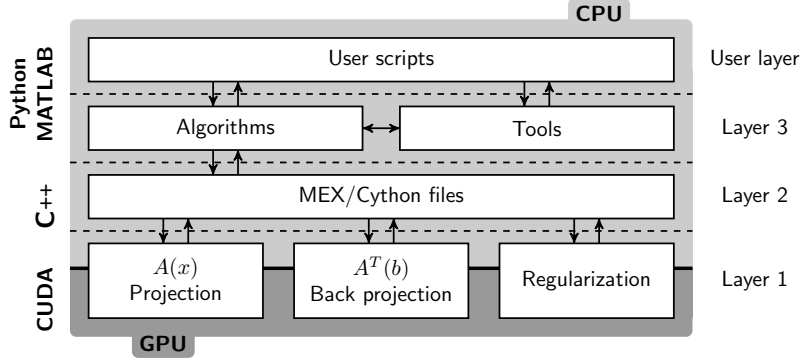 CPU
Python
MATLAB
User scripts
User layer
Algorithms
Tools
Layer 3
C++
MEX/Cython files
Layer 2
CUDA
A(x)
Projection
A^T(b)
Back projection
Regularization
Layer 1
GPU